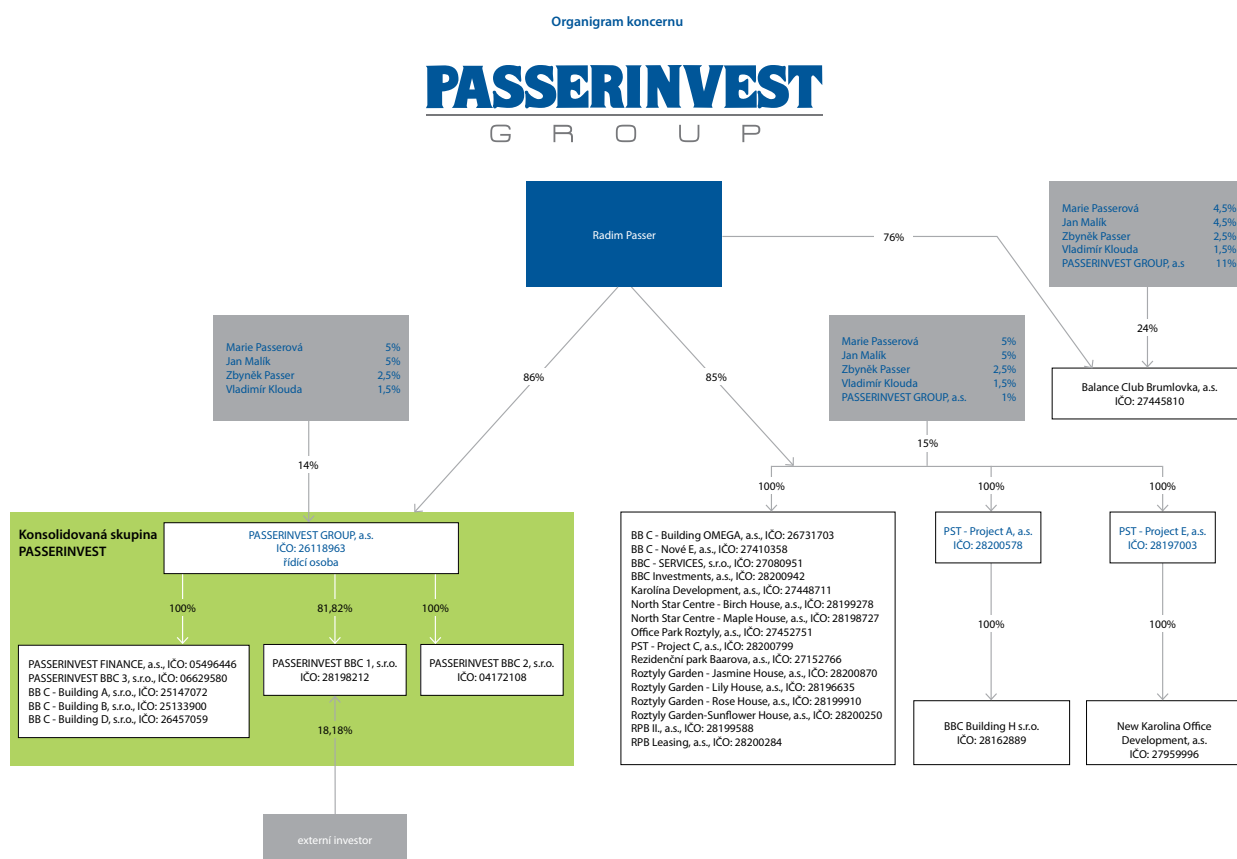 Organigram koncernu
PASSERINVEST
GROUP
Radim Passer
76%
Marie Passerová 4,5%
Jan Malík 4,5%
Zbyněk Passer 2,5%
Vladimír Klouda 1,5%
PASSERINVEST GROUP, a.s 11%
24%
Balance Club Brumlovka, a.s.
IČO: 27445810
Marie Passerová 5%
Jan Malík 5%
Zbyněk Passer 2,5%
Vladimír Klouda 1,5%
14%
86%
85%
Marie Passerová 5%
Jan Malík 5%
Zbyněk Passer 2,5%
Vladimír Klouda 1,5%
PASSERINVEST GROUP, a.s. 1%
15%
100%
100%
100%
Konsolidovaná skupina
PASSERINVEST
PASSERINVEST GROUP, a.s.
IČO: 26118963
řídící osoba
100%
81,82%
100%
PASSERINVEST FINANCE, a.s., IČO: 05496446
PASSERINVEST BBC 3, s.r.o., IČO: 06629580
BB C - Building A, s.r.o., IČO: 25147072
BB C - Building B, s.r.o., IČO: 25133900
BB C - Building D, s.r.o., IČO: 26457059
PASSERINVEST BBC 1, s.r.o.
IČO: 28198212
PASSERINVEST BBC 2, s.r.o.
IČO: 04172108
18,18%
externí investor
BB C - Building OMEGA, a.s., IČO: 26731703
BB C - Nové E, a.s., IČO: 27410358
BBC - SERVICES, s.r.o., IČO: 27080951
BBC Investments, a.s., IČO: 28200942
Karolína Development, a.s., IČO: 27448711
North Star Centre - Birch House, a.s., IČO: 28199278
North Star Centre - Maple House, a.s., IČO: 28198727
Office Park Roztyly, a.s., IČO: 27452751
PST - Project C, a.s., IČO: 28200799
Rezidenční park Baarova, a.s., IČO: 27152766
Roztyly Garden - Jasmine House, a.s., IČO: 28200870
Roztyly Garden - Lily House, a.s., IČO: 28196635
Roztyly Garden - Rose House, a.s., IČO: 28199910
Roztyly Garden-Sunflower House, a.s., IČO: 28200250
RPB II., a.s., IČO: 28199588
RPB Leasing, a.s., IČO: 28200284
PST - Project A, a.s.
IČO: 28200578
100%
BBC Building H s.r.o.
IČO: 28162889
PST - Project E, a.s.
IČO: 28197003
100%
New Karolina Office
Development, a.s.
IČO: 27959996